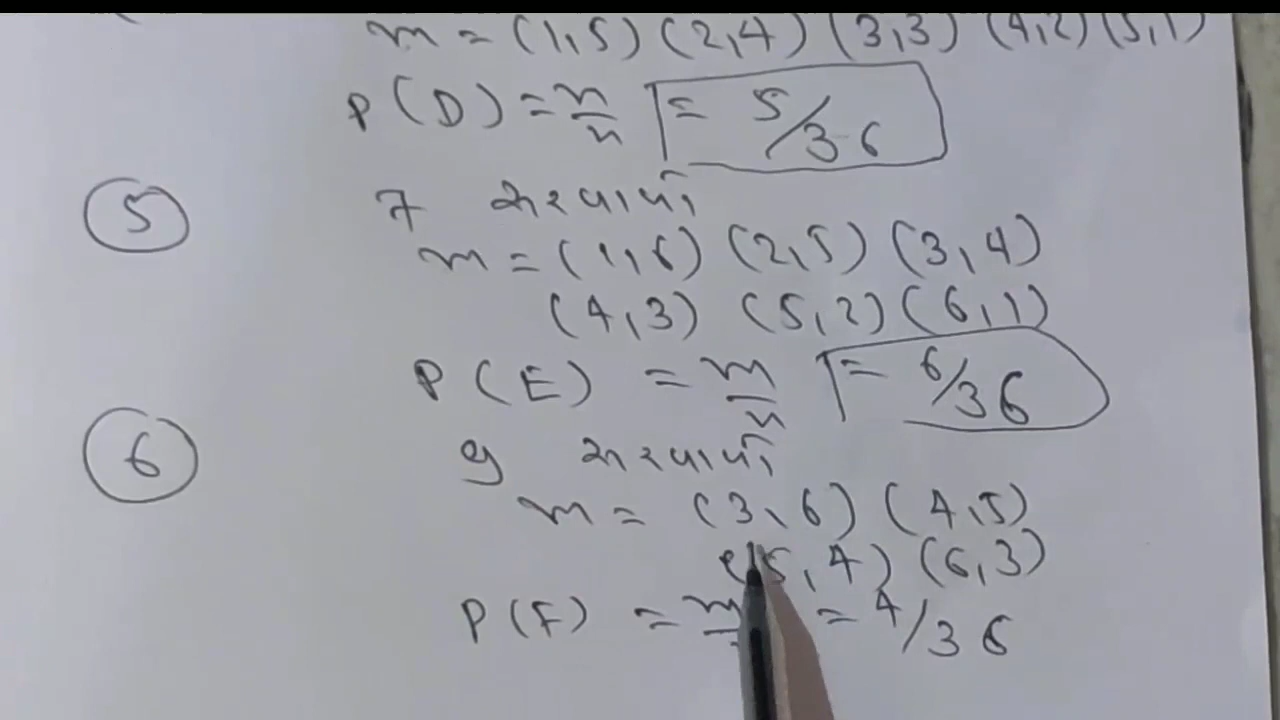 m = (1,5) (2,4) (3,3) (4,2) (5,1)
P(D) = m/n = 5/36
5
7 સરવાળો
m = (1,6) (2,5) (3,4)
(4,3) (5,2) (6,1)
P(E) = m/n = 6/36
6
9 સરવાળો
m = (3,6) (4,5)
(5,4) (6,3)
P(F) = m = 4/36